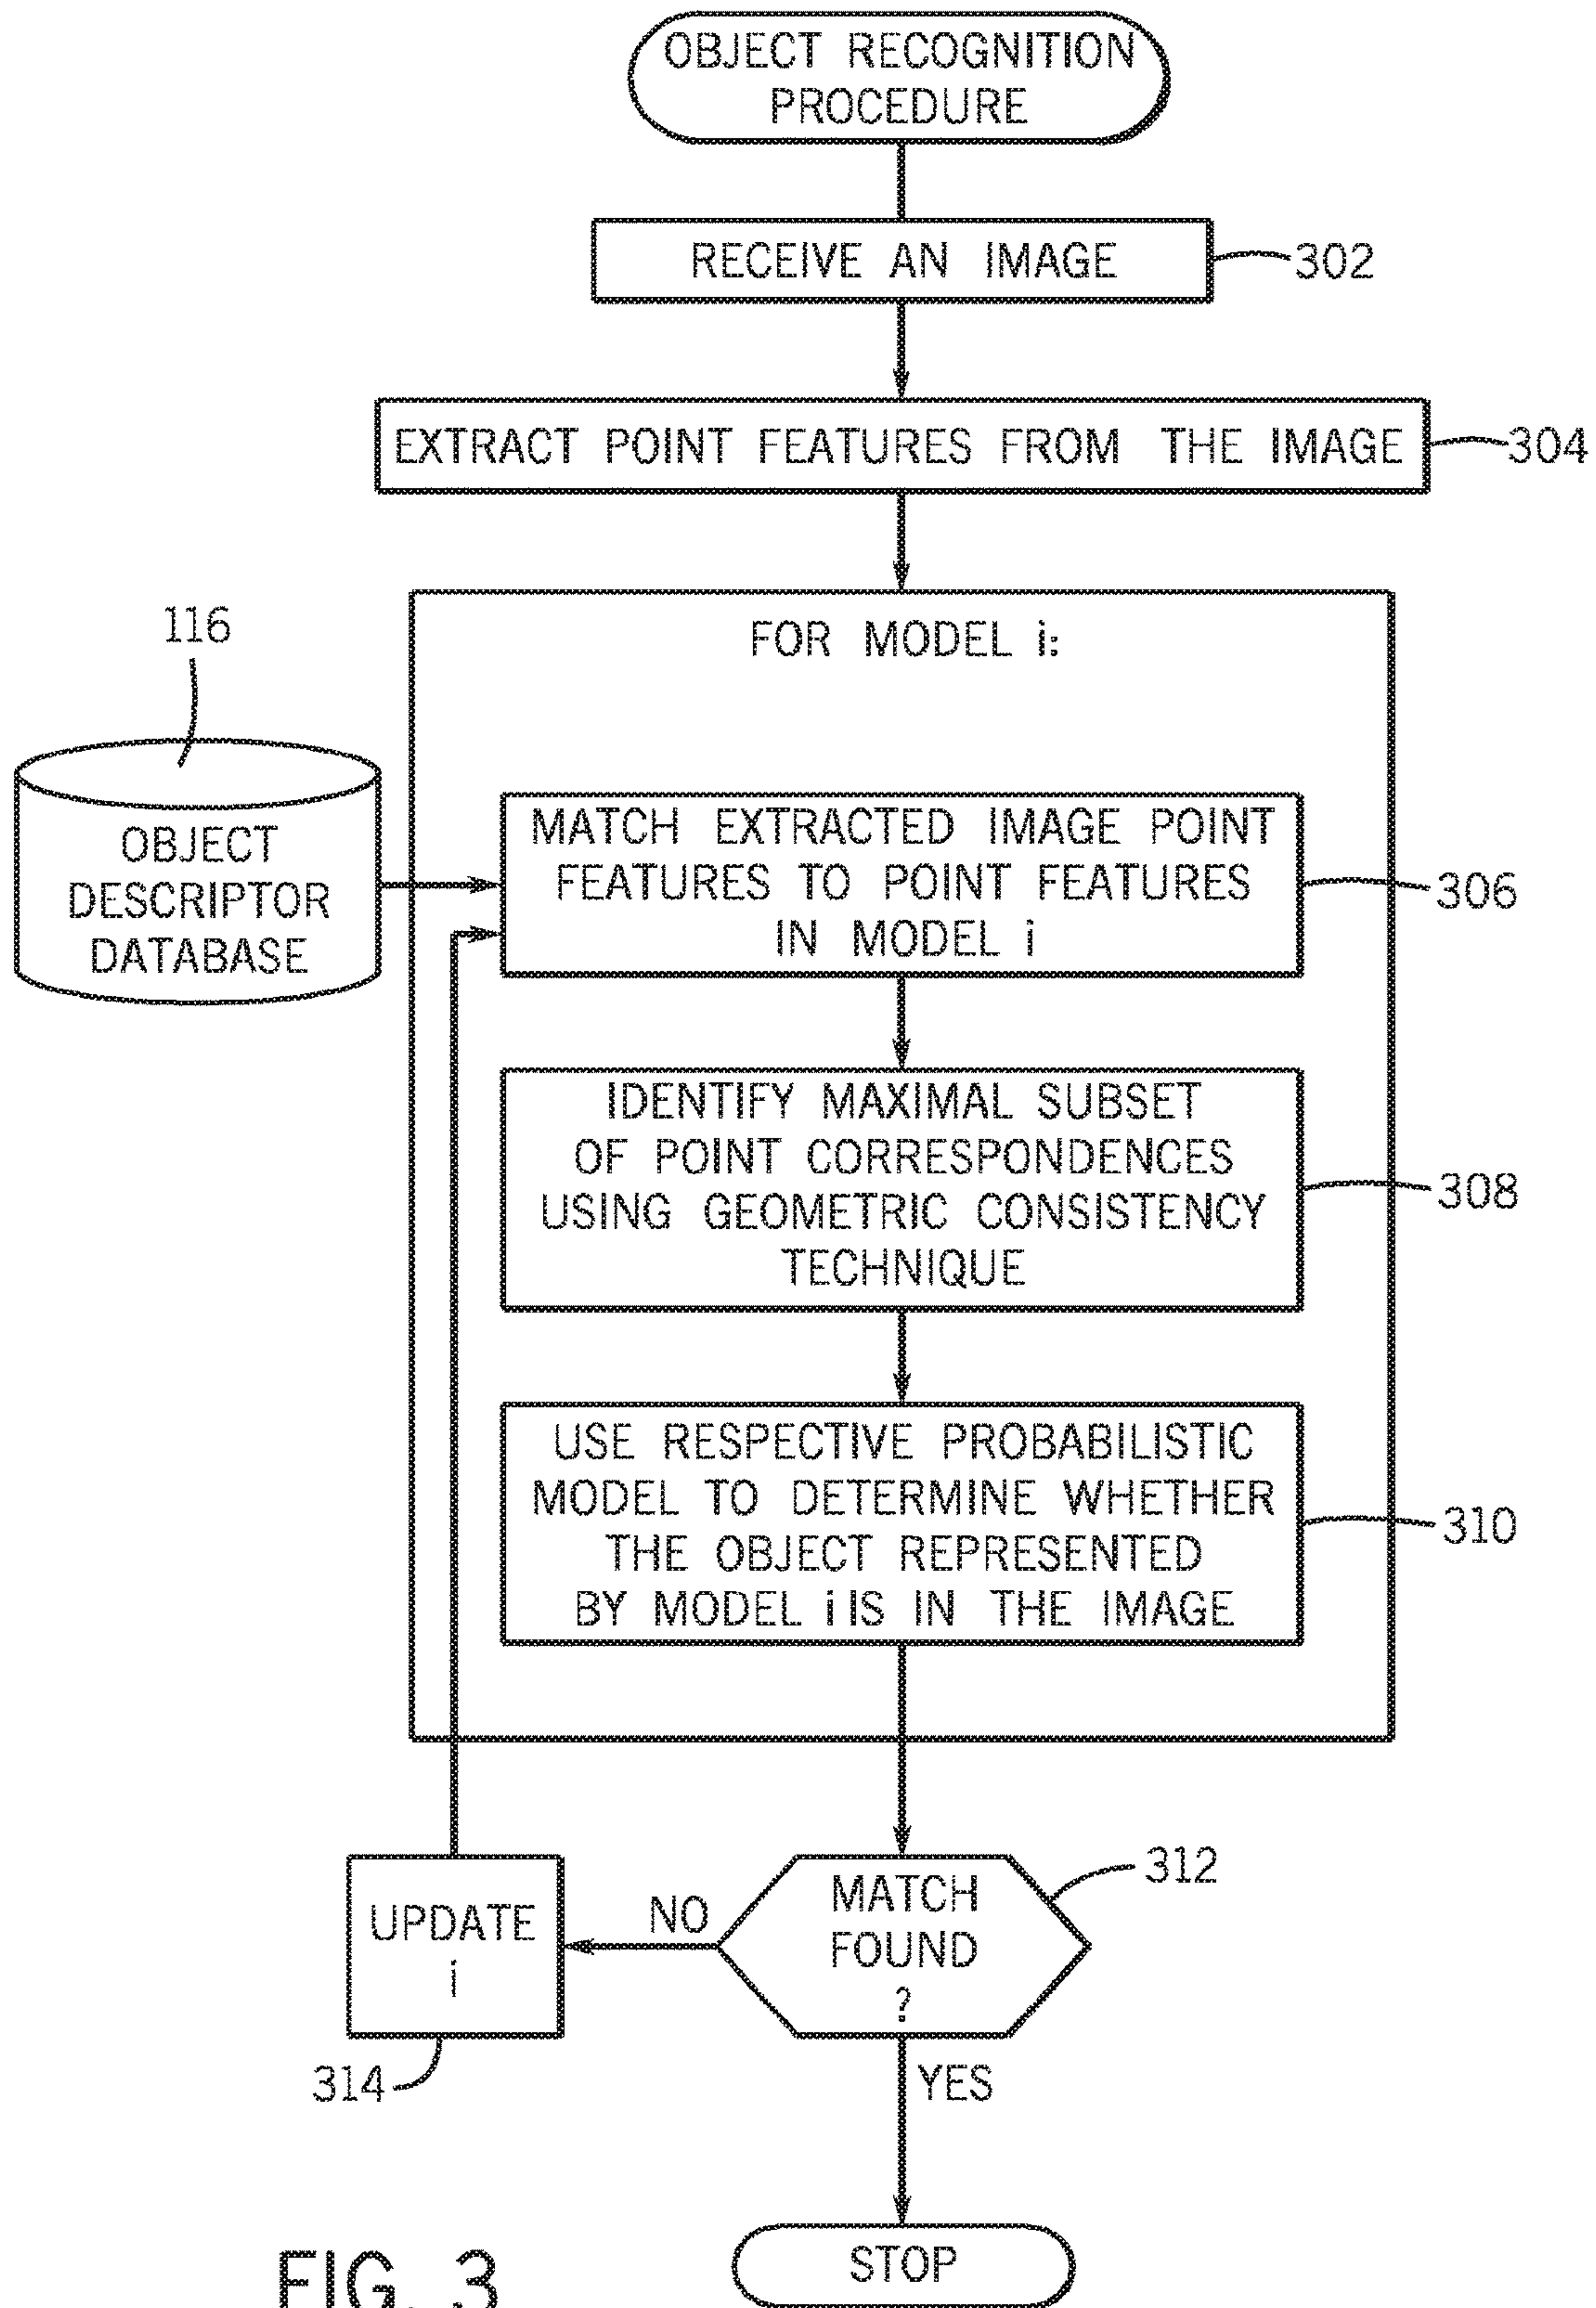 OBJECT RECOGNITION
PROCEDURE
RECEIVE AN IMAGE
302
EXTRACT POINT FEATURES FROM THE IMAGE
304
FOR MODEL i:
116
OBJECT
DESCRIPTOR
DATABASE
MATCH EXTRACTED IMAGE POINT
FEATURES TO POINT FEATURES
IN MODEL i
306
IDENTIFY MAXIMAL SUBSET
OF POINT CORRESPONDENCES
USING GEOMETRIC CONSISTENCY
TECHNIQUE
308
USE RESPECTIVE PROBABILISTIC
MODEL TO DETERMINE WHETHER
THE OBJECT REPRESENTED
BY MODEL i IS IN THE IMAGE
310
MATCH
FOUND
?
312
NO
UPDATE
i
314
YES
STOP
FIG. 3